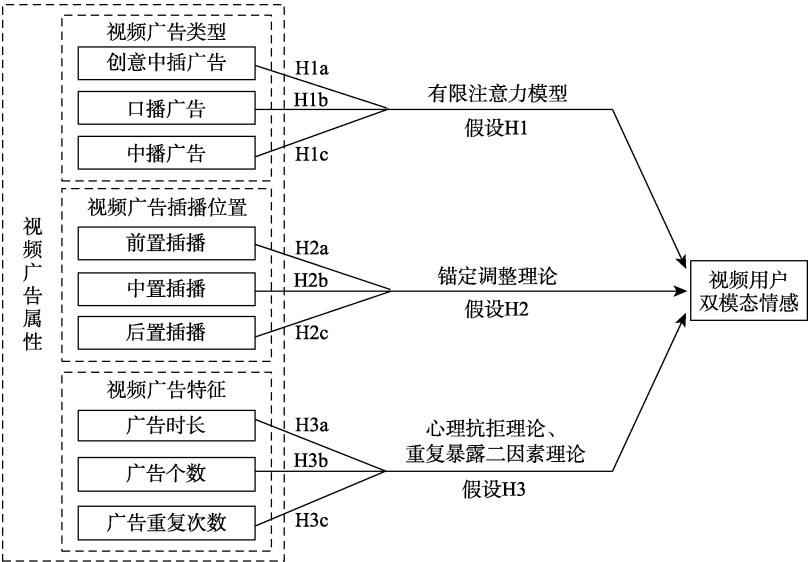 视频广告属性
视频广告类型
创意中插广告
口播广告
中播广告
H1a
H1b
H1c
有限注意力模型
假设H1
视频广告插播位置
前置插播
中置插播
后置插播
H2a
H2b
H2c
锚定调整理论
假设H2
视频广告特征
广告时长
广告个数
广告重复次数
H3a
H3b
H3c
心理抗拒理论、
重复暴露二因素理论
假设H3
视频用户
双模态情感